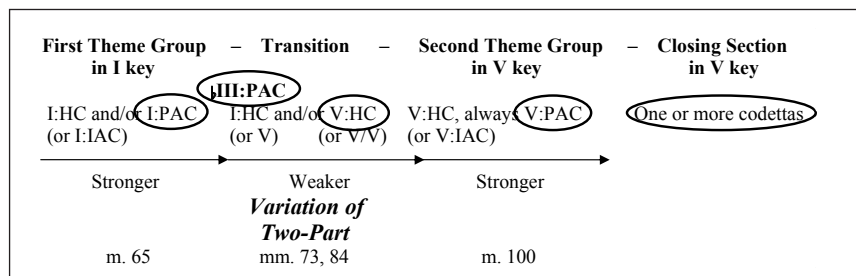 First Theme Group – Transition – Second Theme Group – Closing Section
in I key in V key in V key
♭III:PAC
I:HC and/or I:PAC I:HC and/or V:HC V:HC, always V:PAC One or more codettas
(or I:IAC) (or V) (or V/V) (or V:IAC)
Stronger Weaker Stronger
Variation of
Two-Part
m. 65 mm. 73, 84 m. 100